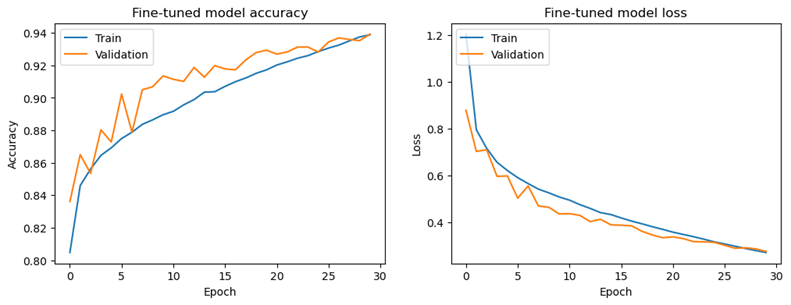 Fine-tuned model accuracy
Accuracy
0.94
0.92
0.90
0.88
0.86
0.84
0.82
0.80
Train
Validation
0 5 10 15 20 25 30
Epoch
Fine-tuned model loss
Loss
1.2
1.0
0.8
0.6
0.4
Train
Validation
0 5 10 15 20 25 30
Epoch